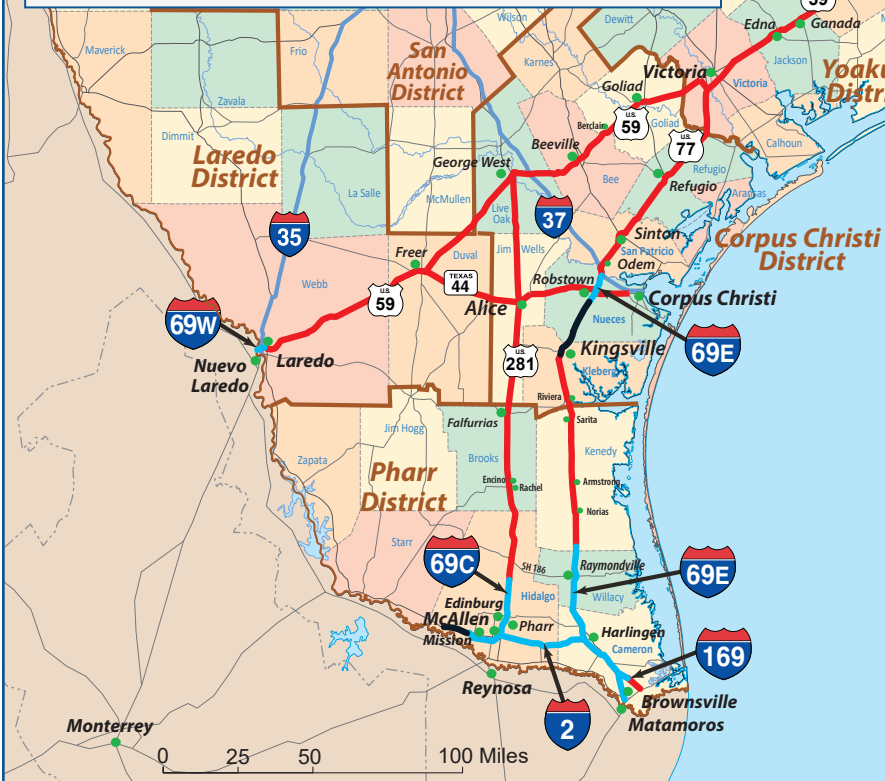 59
Wilson
Dewitt
Edna
Ganada
Maverick
Frio
San
Antonio
District
Karnes
Jackson
Victoria
Victoria
Zavala
Goliad
Dimmit
U.S.
59
Goliad
Berclair
U.S.
77
Calhoun
Beeville
George West
Laredo
District
La Salle
McMullen
Live
Oak
Bee
Refugio
Refugio
Aransas
35
37
Sinton
San Patricio
Odem
Corpus Christi
District
Freer
Duval
Jim Wells
Webb
TEXAS
44
Robstown
U.S.
59
Alice
Corpus Christi
69W
Nueces
Laredo
Nuevo
Laredo
U.S.
281
Kingsville
69E
Kleberg
Riviera
Falfurrias
Sarita
Jim Hogg
Brooks
Kenedy
Zapata
Pharr
District
Encino
Rachel
Armstrong
Norias
Starr
69C
SH 186
Raymondville
69E
Hidalgo
Willacy
Edinburg
McAllen
Pharr
Mission
Harlingen
Cameron
169
Reynosa
2
Brownsville
Matamoros
Monterrey
0 25 50 100 Miles